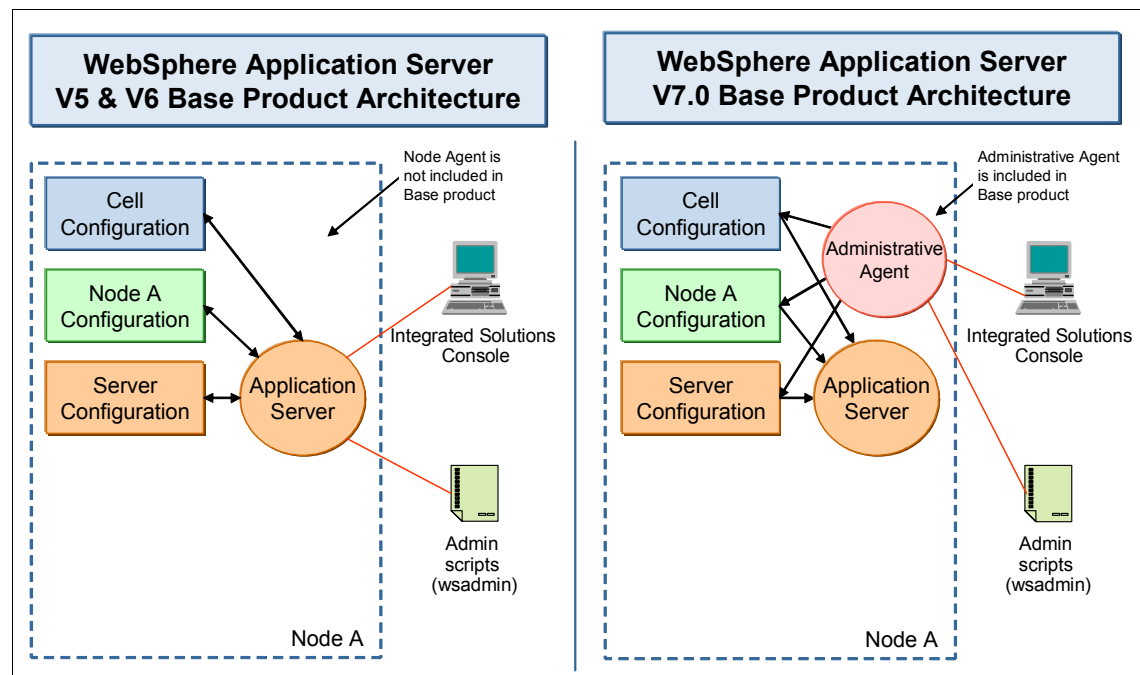 WebSphere Application Server
V5 & V6 Base Product Architecture
Node Agent is
not included in
Base product
Cell
Configuration
Node A
Configuration
Server
Configuration
Application
Server
Integrated Solutions
Console
Admin
scripts
(wsadmin)
Node A
WebSphere Application Server
V7.0 Base Product Architecture
Administrative Agent
is included in
Base product
Cell
Configuration
Node A
Configuration
Server
Configuration
Administrative
Agent
Application
Server
Integrated Solutions
Console
Admin
scripts
(wsadmin)
Node A